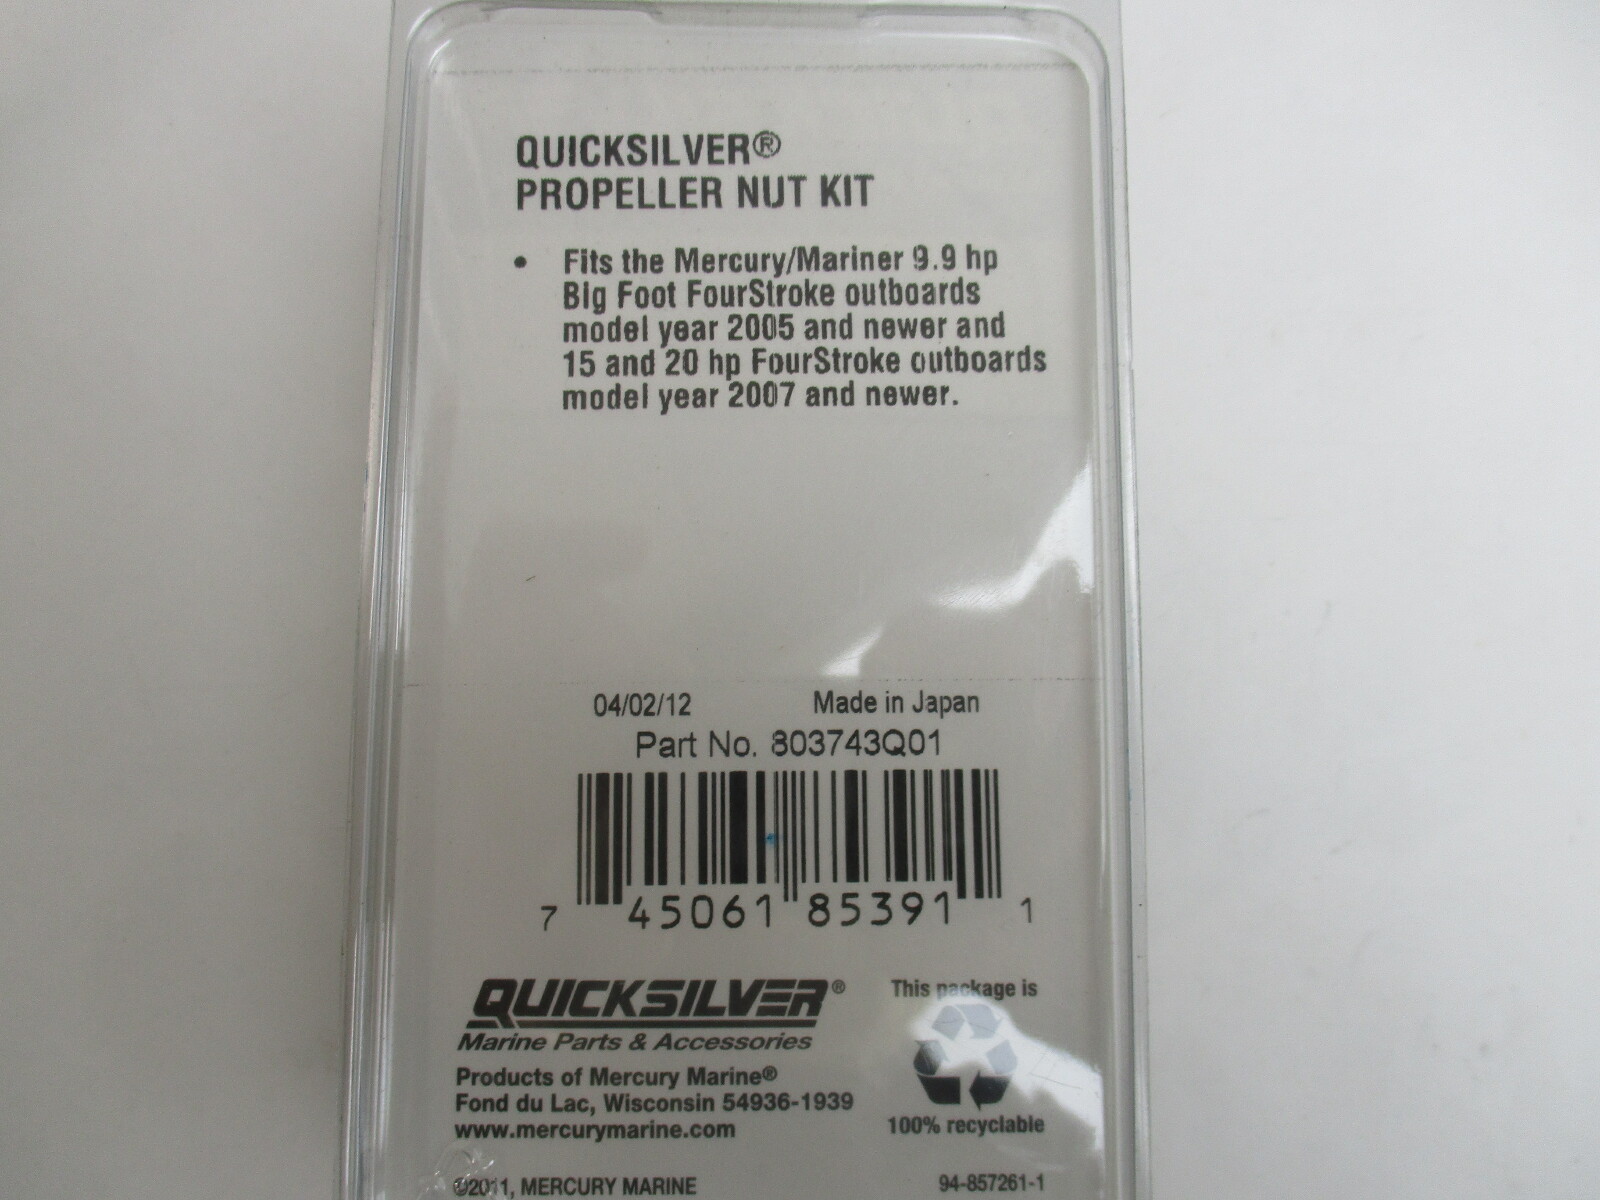 QUICKSILVER®
PROPELLER NUT KIT
• Fits the Mercury/Mariner 9.9 hp
Big Foot FourStroke outboards
model year 2005 and newer and
15 and 20 hp FourStroke outboards
model year 2007 and newer.
04/02/12 Made in Japan
Part No. 803743Q01
7 45061 85391 1
QUICKSILVER®
Marine Parts & Accessories
Products of Mercury Marine®
Fond du Lac, Wisconsin 54936-1939
www.mercurymarine.com
This package is
100% recyclable
©2011, MERCURY MARINE
94-857261-1